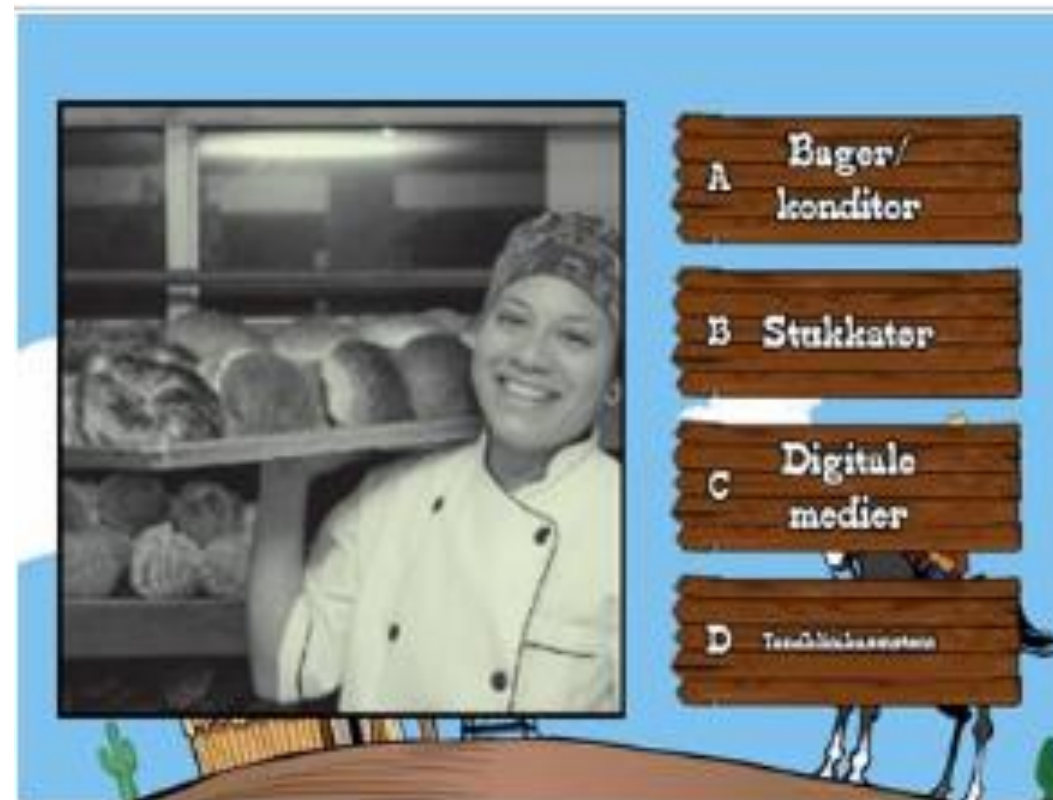 A
Bager/
konditor
B Stukkatør
C
Digitale
medier
D